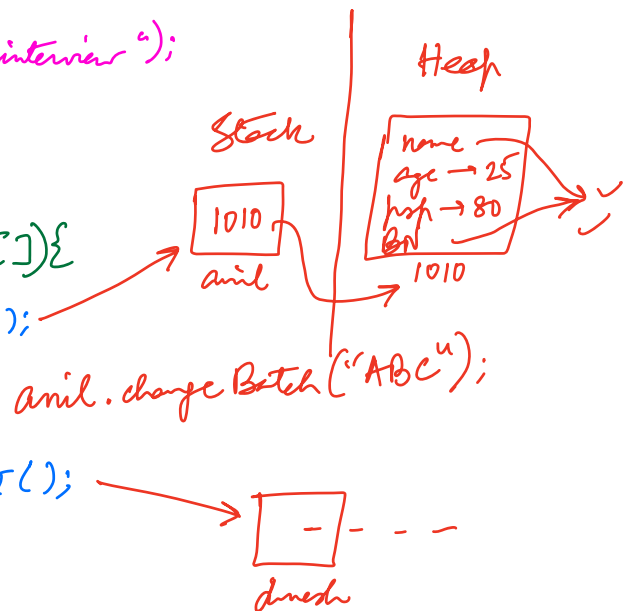 interview");
Heap
Stack
name
age → 25
psp → 80
BN
1010
anil
1010
[]){
);
anil.changeBatch("ABC");
T();
dinesh